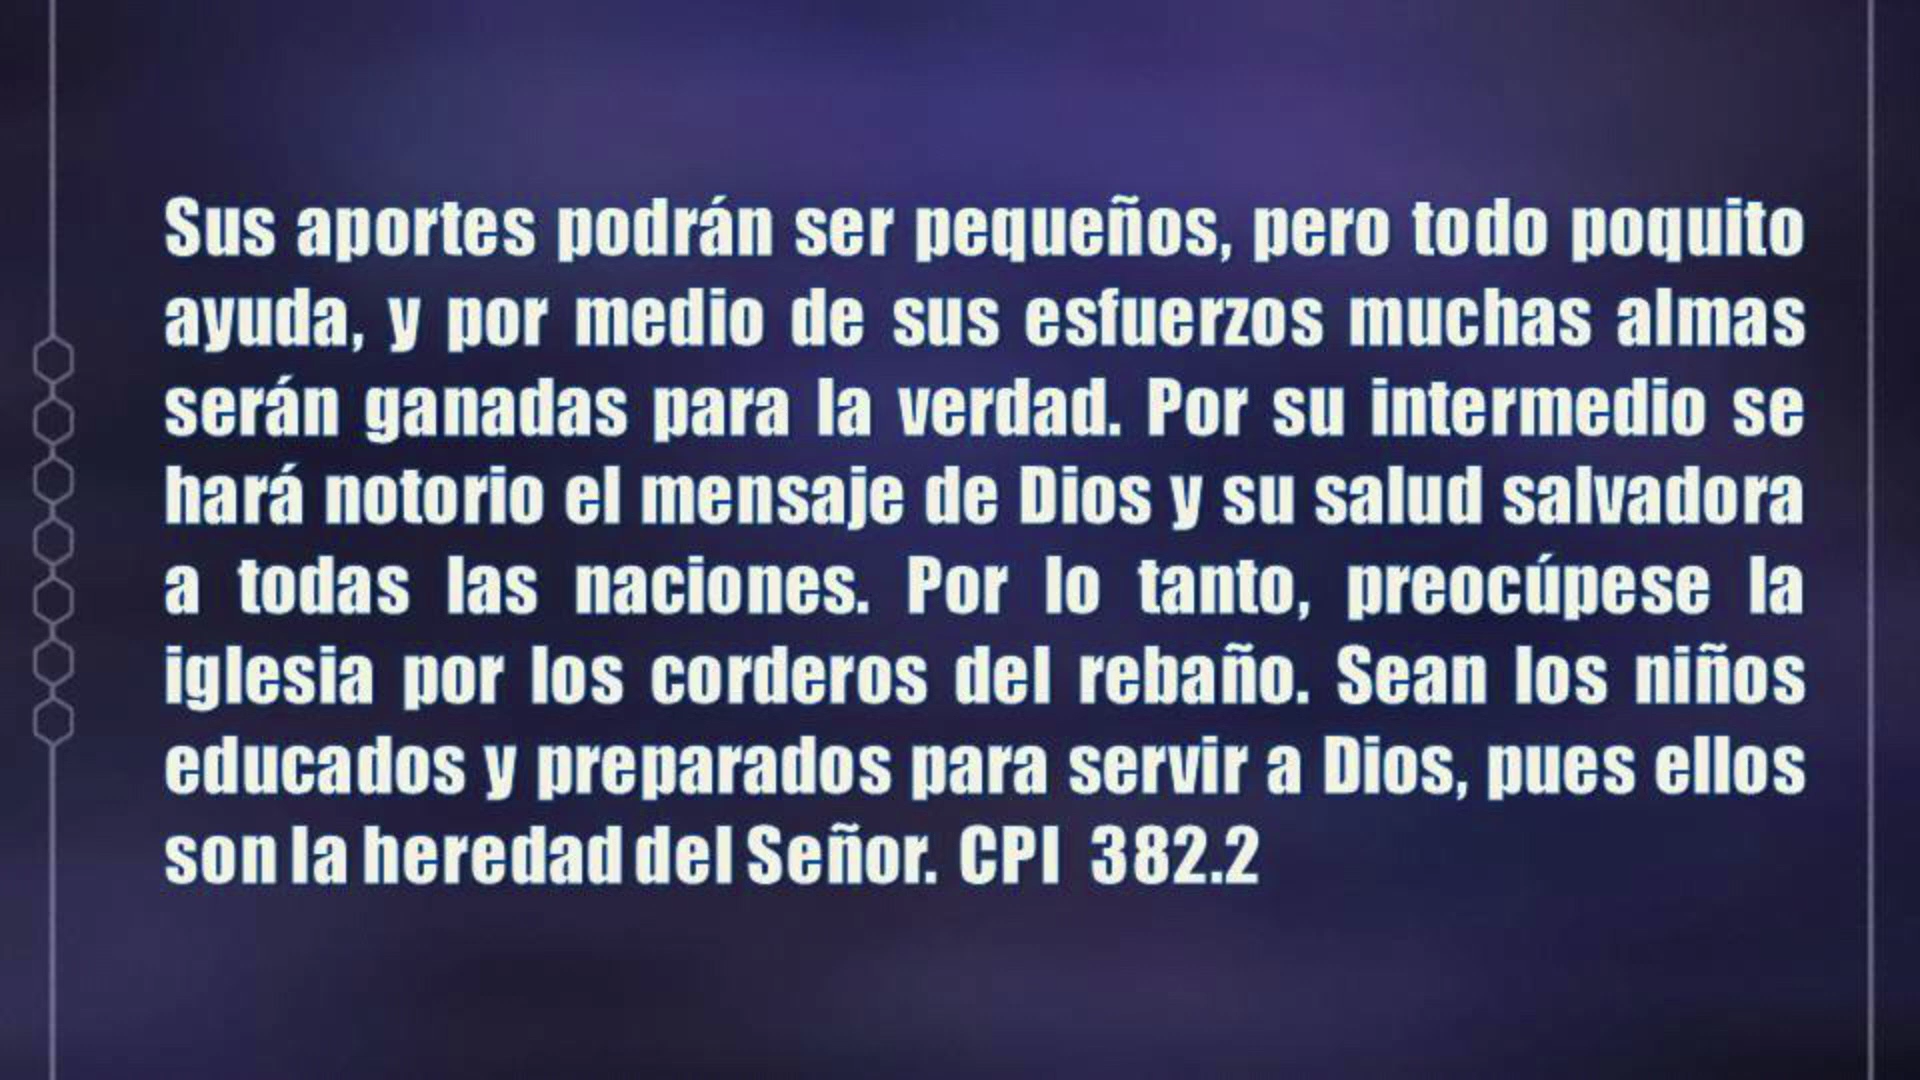 Sus aportes podrán ser pequeños, pero todo poquito
ayuda, y por medio de sus esfuerzos muchas almas
serán ganadas para la verdad. Por su intermedio se
hará notorio el mensaje de Dios y su salud salvadora
a todas las naciones. Por lo tanto, preocúpese la
iglesia por los corderos del rebaño. Sean los niños
educados y preparados para servir a Dios, pues ellos
son la heredad del Señor. CPI 382.2